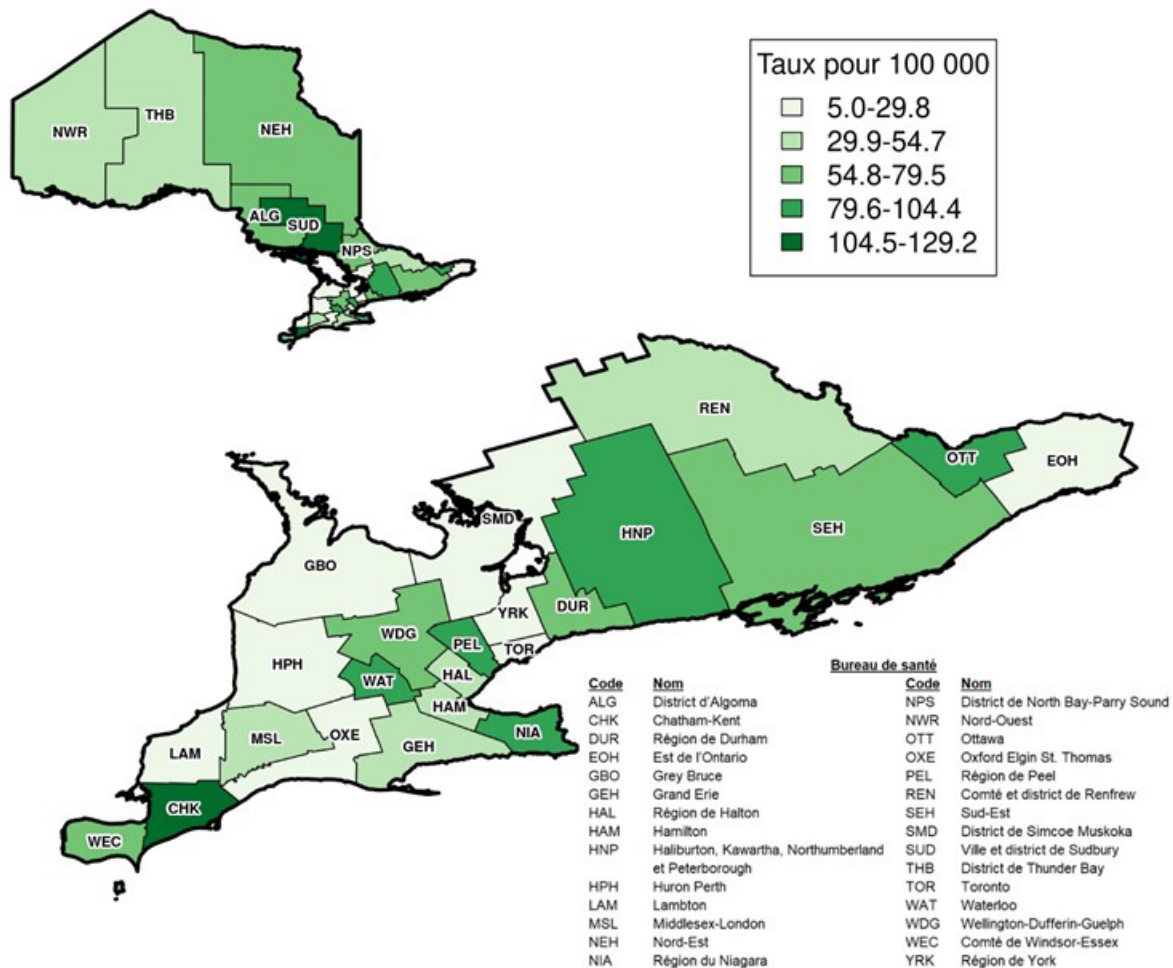 Taux pour 100 000
5.0-29.8
29.9-54.7
54.8-79.5
79.6-104.4
104.5-129.2
NWR
THB
NEH
ALG
SUD
NPS
REN
OTT
EOH
SMD
HNP
SEH
GBO
YRK
DUR
WDG
PEL
TOR
HPH
WAT
HAL
HAM
MSL
OXE
NIA
LAM
GEH
CHK
WEC
Bureau de santé
Code Nom
ALG District d'Algoma
CHK Chatham-Kent
DUR Région de Durham
EOH Est de l'Ontario
GBO Grey Bruce
GEH Grand Erie
HAL Région de Halton
HAM Hamilton
HNP Haliburton, Kawartha, Northumberland
et Peterborough
HPH Huron Perth
LAM Lambton
MSL Middlesex-London
NEH Nord-Est
NIA Région du Niagara
Code Nom
NPS District de North Bay-Parry Sound
NWR Nord-Ouest
OTT Ottawa
OXE Oxford Elgin St. Thomas
PEL Région de Peel
REN Comté et district de Renfrew
SEH Sud-Est
SMD District de Simcoe Muskoka
SUD Ville et district de Sudbury
THB District de Thunder Bay
TOR Toronto
WAT Waterloo
WDG Wellington-Dufferin-Guelph
WEC Comté de Windsor-Essex
YRK Région de York